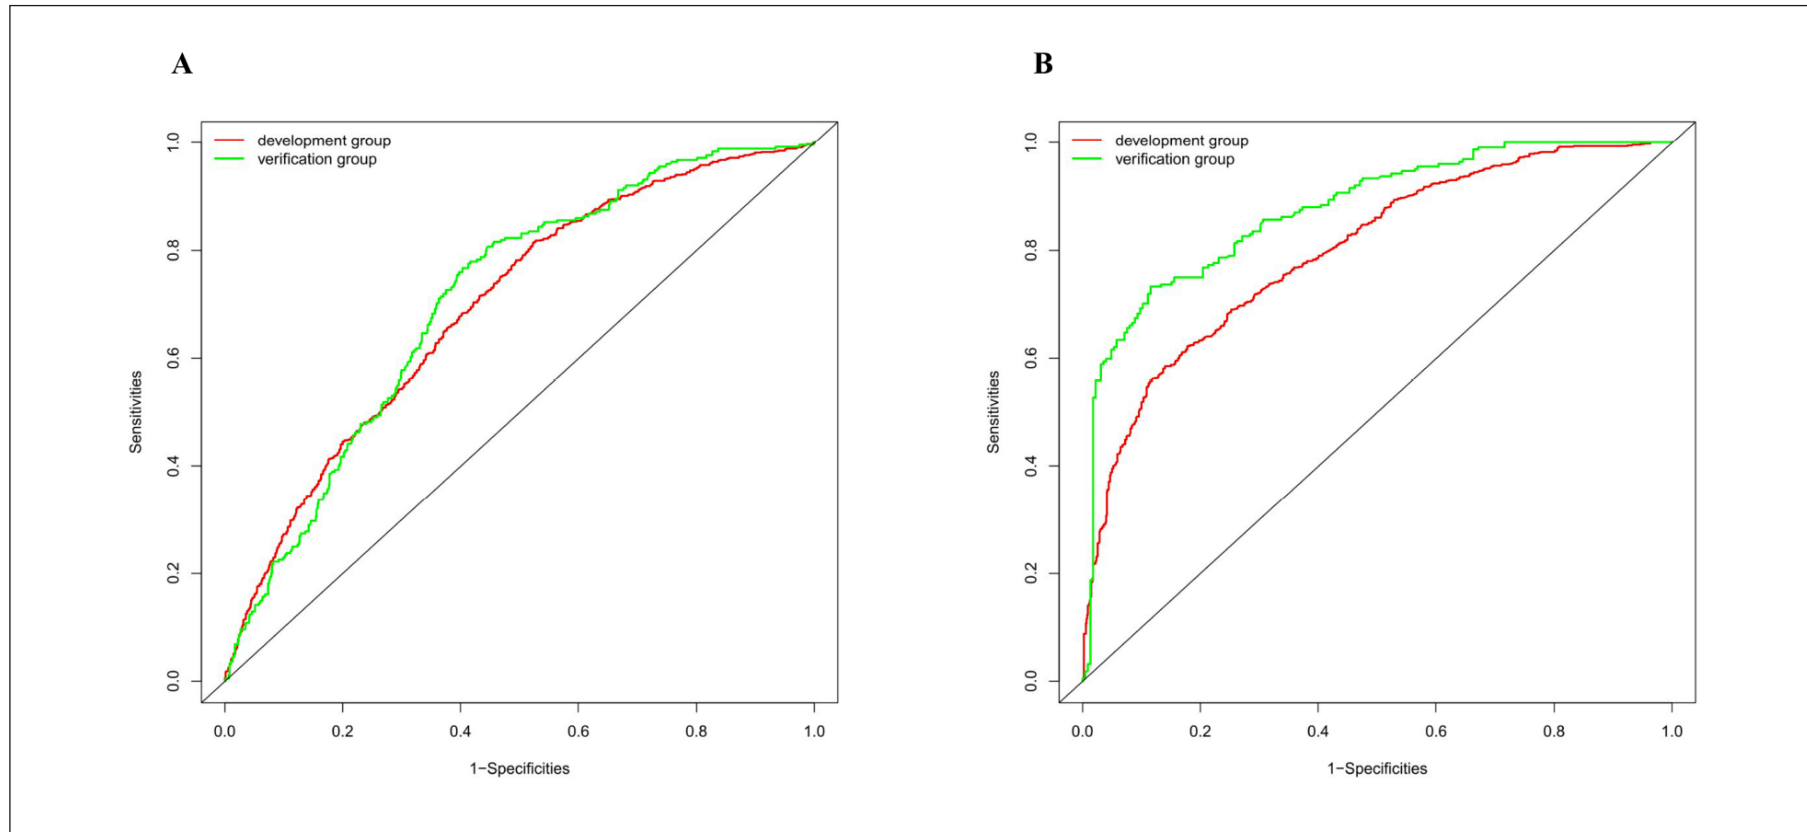 A
development group
verification group
1.0
0.8
0.6
0.4
0.2
0.0
Sensitivities
0.0 0.2 0.4 0.6 0.8 1.0
1−Specificities
B
development group
verification group
1.0
0.8
0.6
0.4
0.2
0.0
Sensitivities
0.0 0.2 0.4 0.6 0.8 1.0
1−Specificities